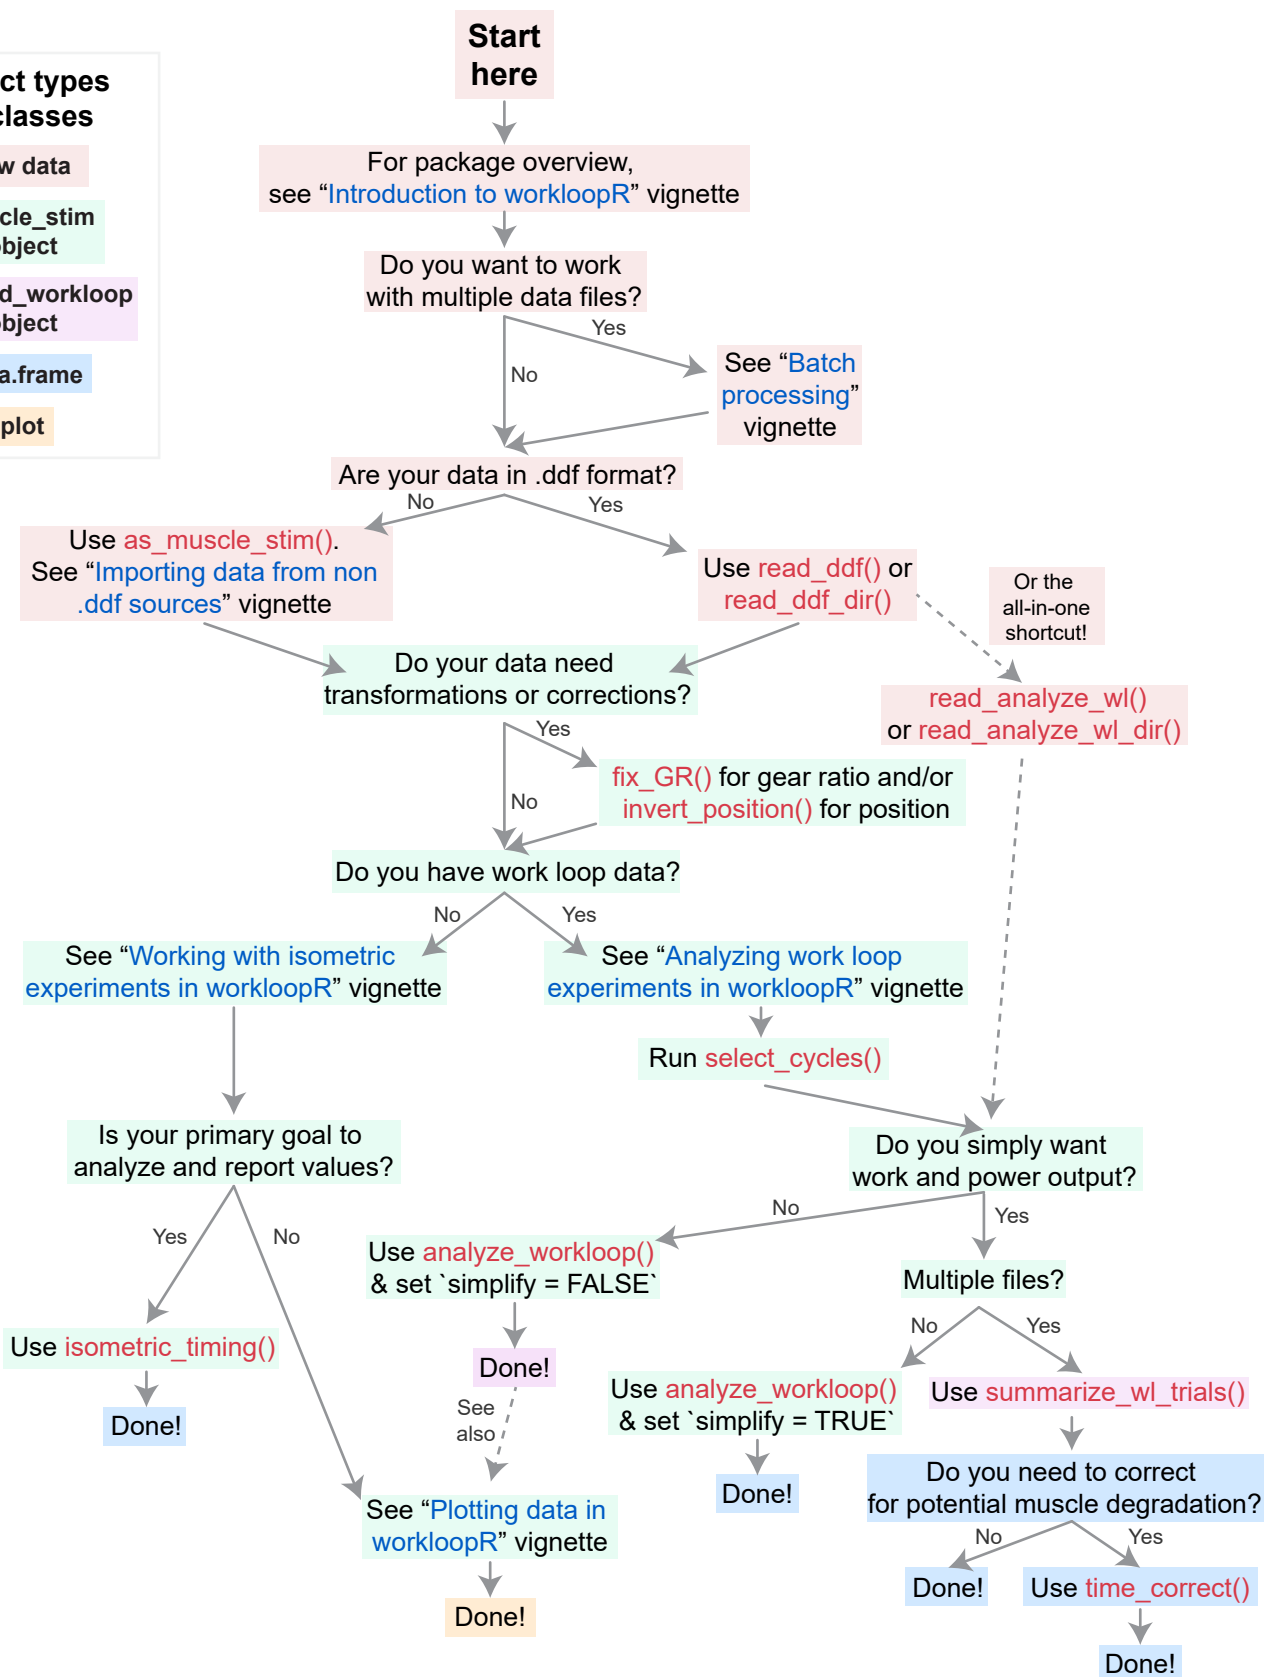 Start
here
ct types
classes
w data
cle_stim
bject
d_workloop
bject
a.frame
plot
For package overview,
see “Introduction to workloopR” vignette
Do you want to work
with multiple data files?
Yes
No
See “Batch
processing”
vignette
Are your data in .ddf format?
No
Yes
Use as_muscle_stim().
See “Importing data from non
.ddf sources” vignette
Use read_ddf() or
read_ddf_dir()
Or the
all-in-one
shortcut!
Do your data need
transformations or corrections?
read_analyze_wl()
or read_analyze_wl_dir()
Yes
No
fix_GR() for gear ratio and/or
invert_position() for position
Do you have work loop data?
No
Yes
See “Working with isometric
experiments in workloopR” vignette
See “Analyzing work loop
experiments in workloopR” vignette
Run select_cycles()
Is your primary goal to
analyze and report values?
Do you simply want
work and power output?
Yes
No
No
Yes
Use analyze_workloop()
& set `simplify = FALSE`
Multiple files?
No
Yes
Use isometric_timing()
Done!
Done!
See
also
Use analyze_workloop()
& set `simplify = TRUE`
Use summarize_wl_trials()
Done!
Do you need to correct
for potential muscle degradation?
See “Plotting data in
workloopR” vignette
No
Yes
Done!
Use time_correct()
Done!
Done!